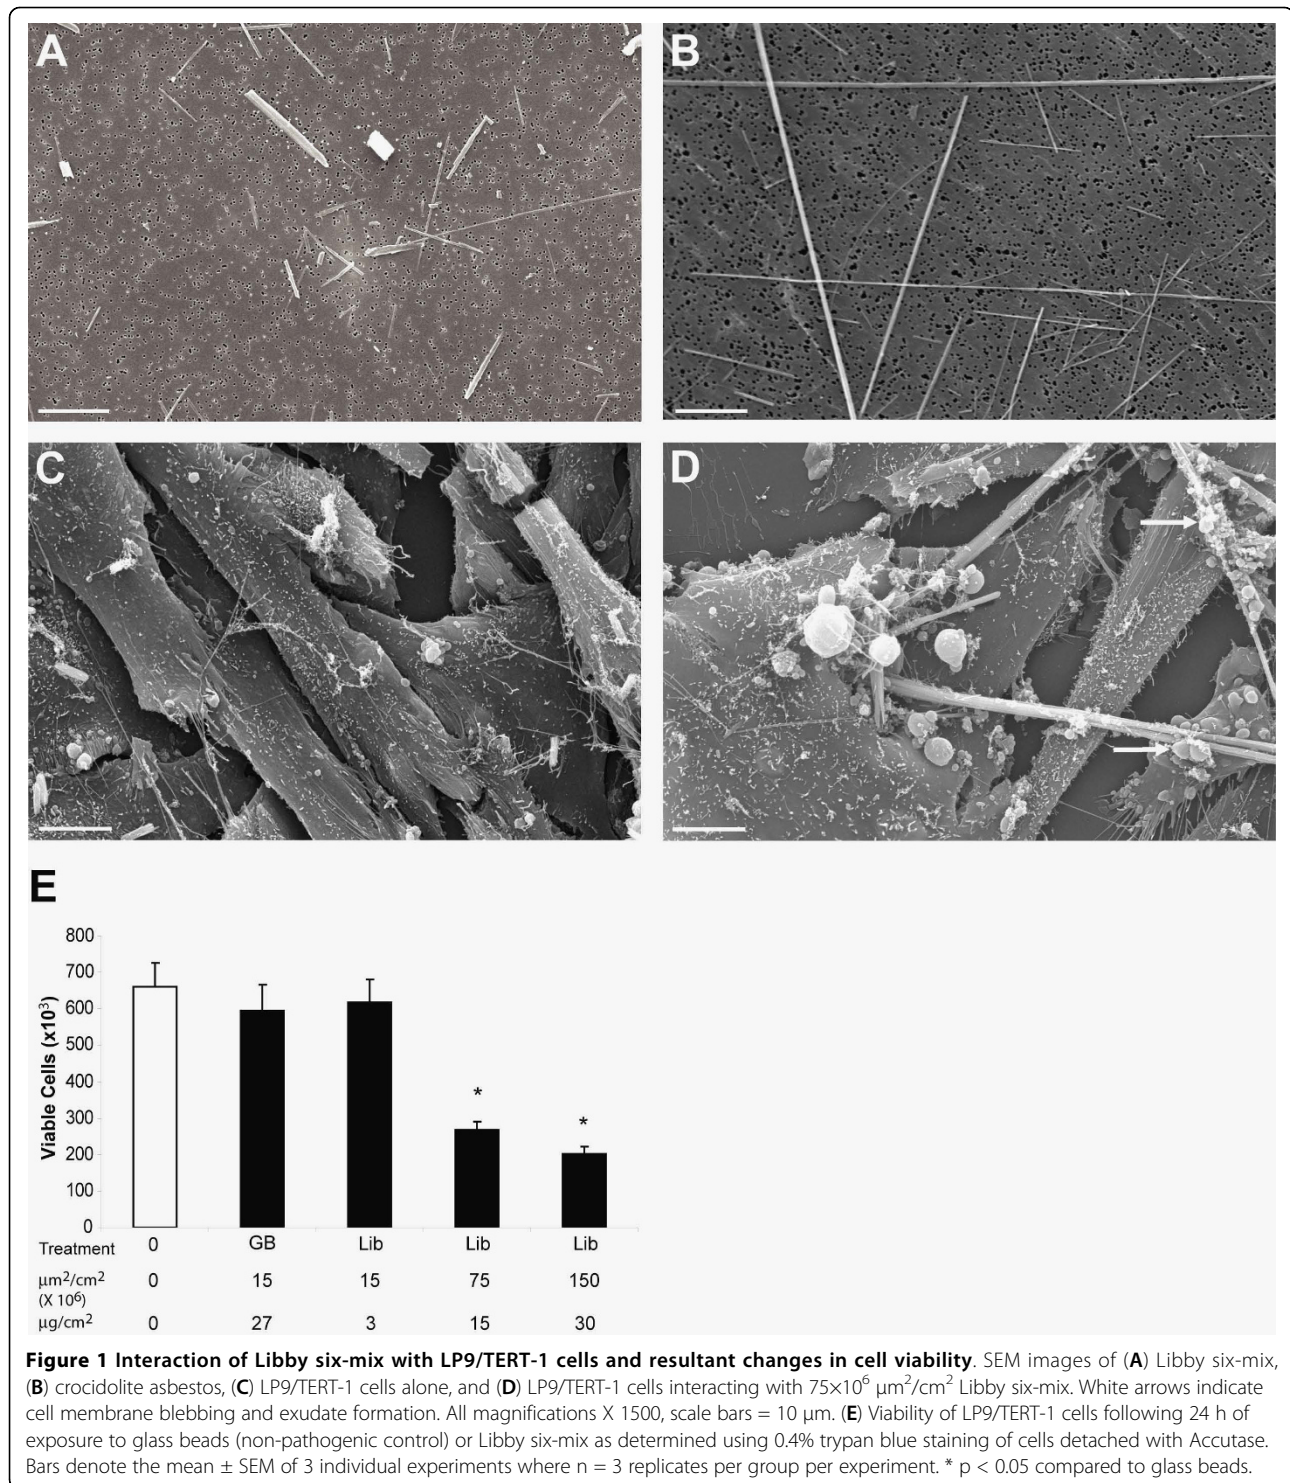 A
B
C
D
E
800
700
600
500
400
300
200
100
0
Viable Cells (x10³)
*
*
Treatment 0 GB Lib Lib Lib
μm²/cm² 0 15 15 75 150
(X 10⁶)
μg/cm² 0 27 3 15 30
Figure 1 Interaction of Libby six-mix with LP9/TERT-1 cells and resultant changes in cell viability. SEM images of (A) Libby six-mix,
(B) crocidolite asbestos, (C) LP9/TERT-1 cells alone, and (D) LP9/TERT-1 cells interacting with 75×10⁶ μm²/cm² Libby six-mix. White arrows indicate
cell membrane blebbing and exudate formation. All magnifications X 1500, scale bars = 10 μm. (E) Viability of LP9/TERT-1 cells following 24 h of
exposure to glass beads (non-pathogenic control) or Libby six-mix as determined using 0.4% trypan blue staining of cells detached with Accutase.
Bars denote the mean ± SEM of 3 individual experiments where n = 3 replicates per group per experiment. * p < 0.05 compared to glass beads.